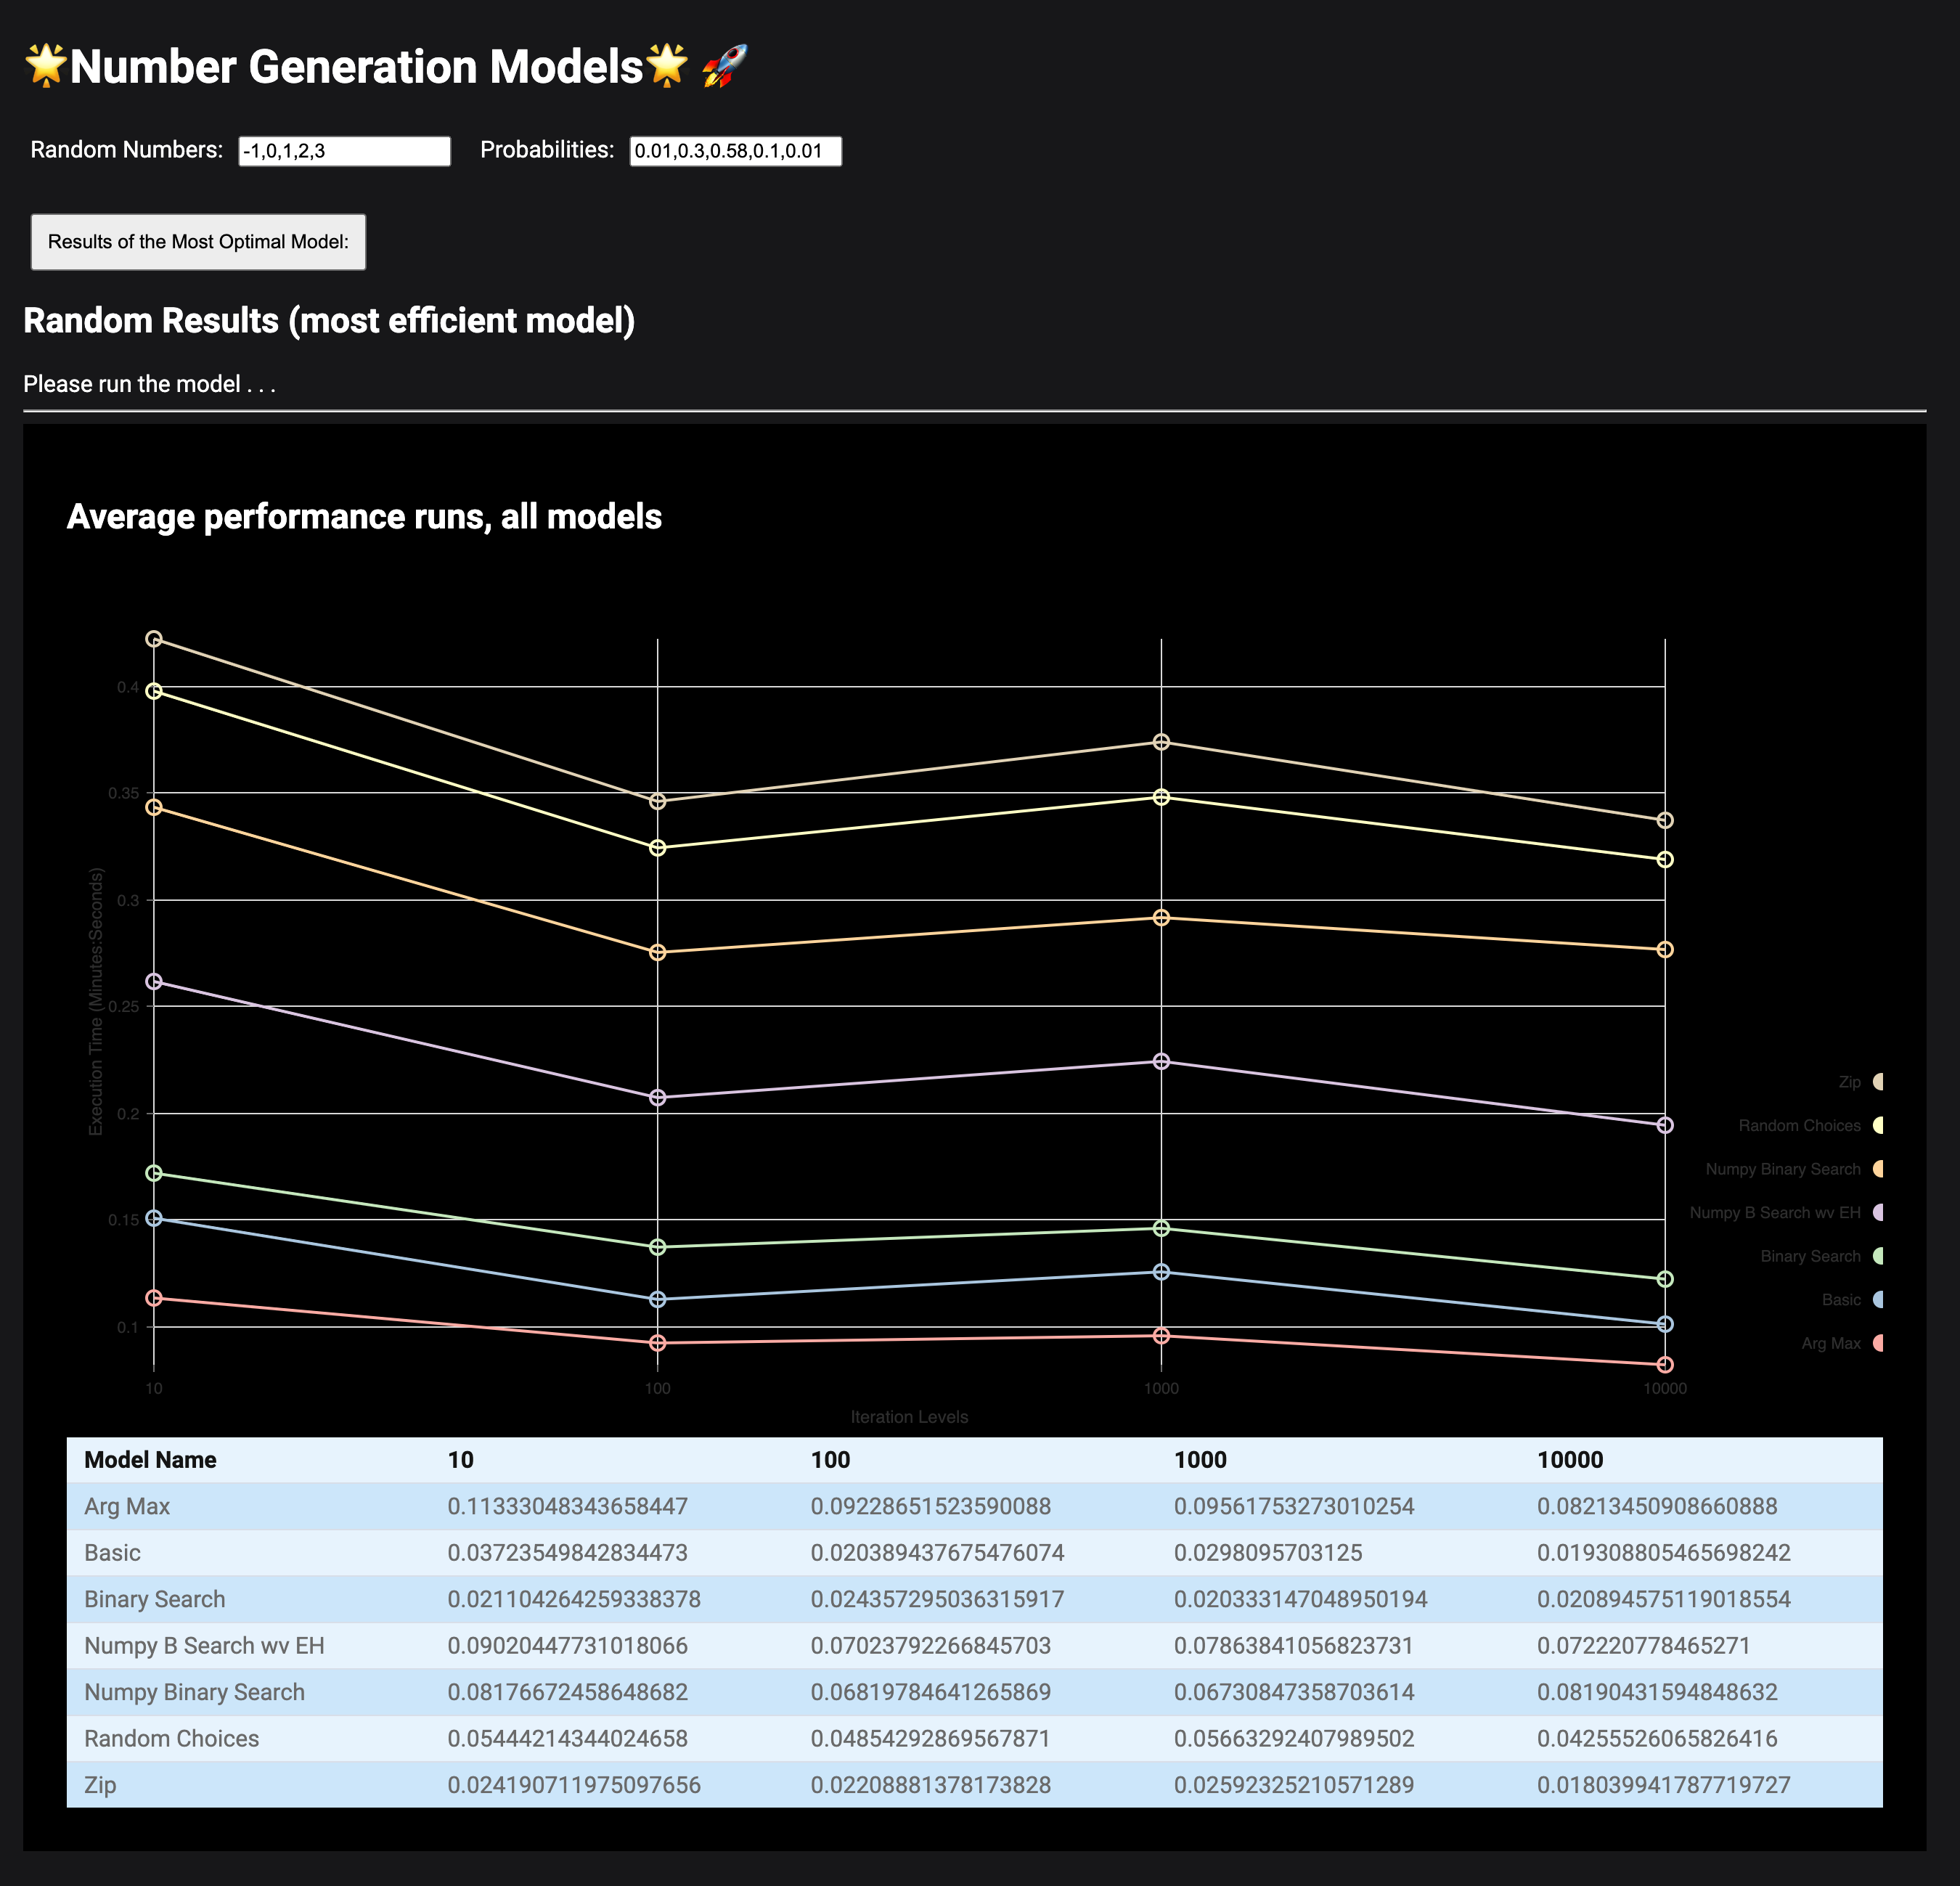 🌟Number Generation Models🌟 🚀
Random Numbers: -1,0,1,2,3 Probabilities: 0.01,0.3,0.58,0.1,0.01
Results of the Most Optimal Model:
Random Results (most efficient model)
Please run the model . . .
Average performance runs, all models
0.4
0.35
0.3
0.25
0.2
0.15
0.1
Execution Time (Minutes:Seconds)
Zip
Random Choices
Numpy Binary Search
Numpy B Search wv EH
Binary Search
Basic
Arg Max
10 100 1000 10000
Iteration Levels
Model Name 10 100 1000 10000
Arg Max 0.11333048343658447 0.09228651523590088 0.09561753273010254 0.08213450908660888
Basic 0.03723549842834473 0.020389437675476074 0.0298095703125 0.019308805465698242
Binary Search 0.021104264259338378 0.024357295036315917 0.020333147048950194 0.020894575119018554
Numpy B Search wv EH 0.09020447731018066 0.07023792266845703 0.07863841056823731 0.072220778465271
Numpy Binary Search 0.08176672458648682 0.06819784641265869 0.06730847358703614 0.08190431594848632
Random Choices 0.05444214344024658 0.04854292869567871 0.05663292407989502 0.04255526065826416
Zip 0.024190711975097656 0.02208881378173828 0.02592325210571289 0.018039941787719727